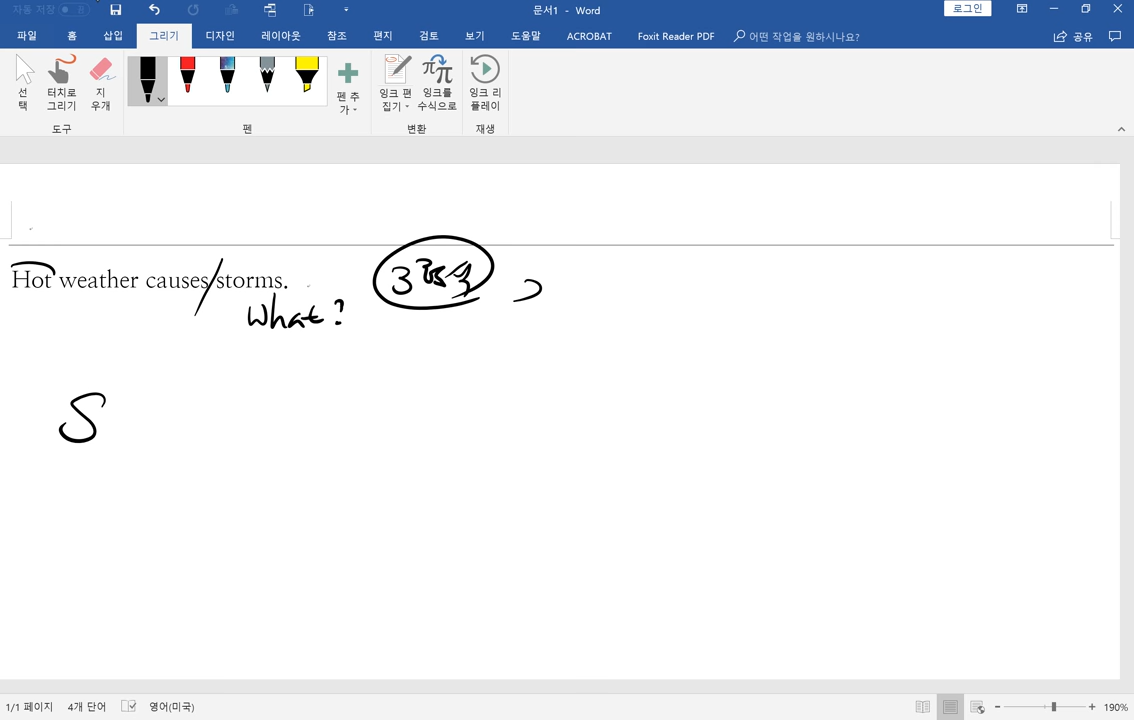 자동 저장
문서1 - Word
로그인
파일 홈 삽입 그리기 디자인 레이아웃 참조 편지 검토 보기 도움말 ACROBAT Foxit Reader PDF 어떤 작업을 원하시나요? 공유
선택 터치로 그리기 지우개 펜 추가 잉크 편집기 잉크를 수식으로 잉크 리플레이
도구 펜 변환 재생
Hot weather causes/storms.
What?
S
1/1 페이지 4개 단어 영어(미국) 190%